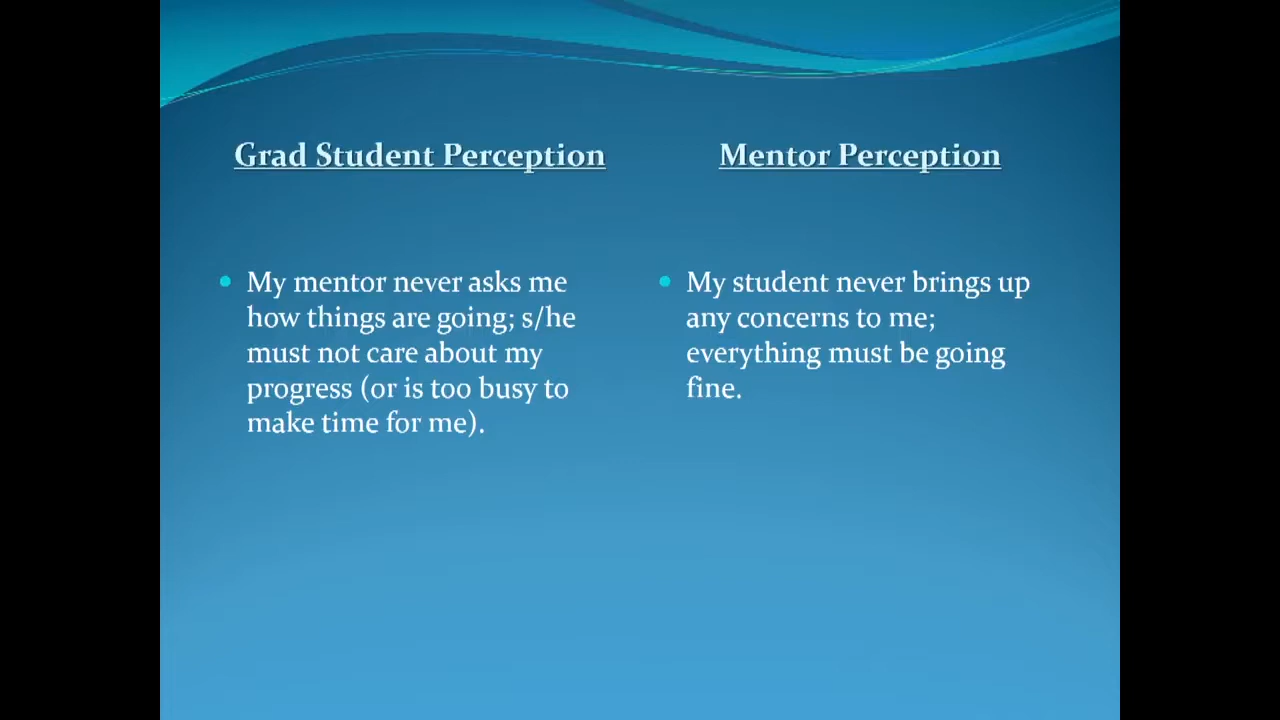 Grad Student Perception
Mentor Perception
• My mentor never asks me
how things are going; s/he
must not care about my
progress (or is too busy to
make time for me).
• My student never brings up
any concerns to me;
everything must be going
fine.